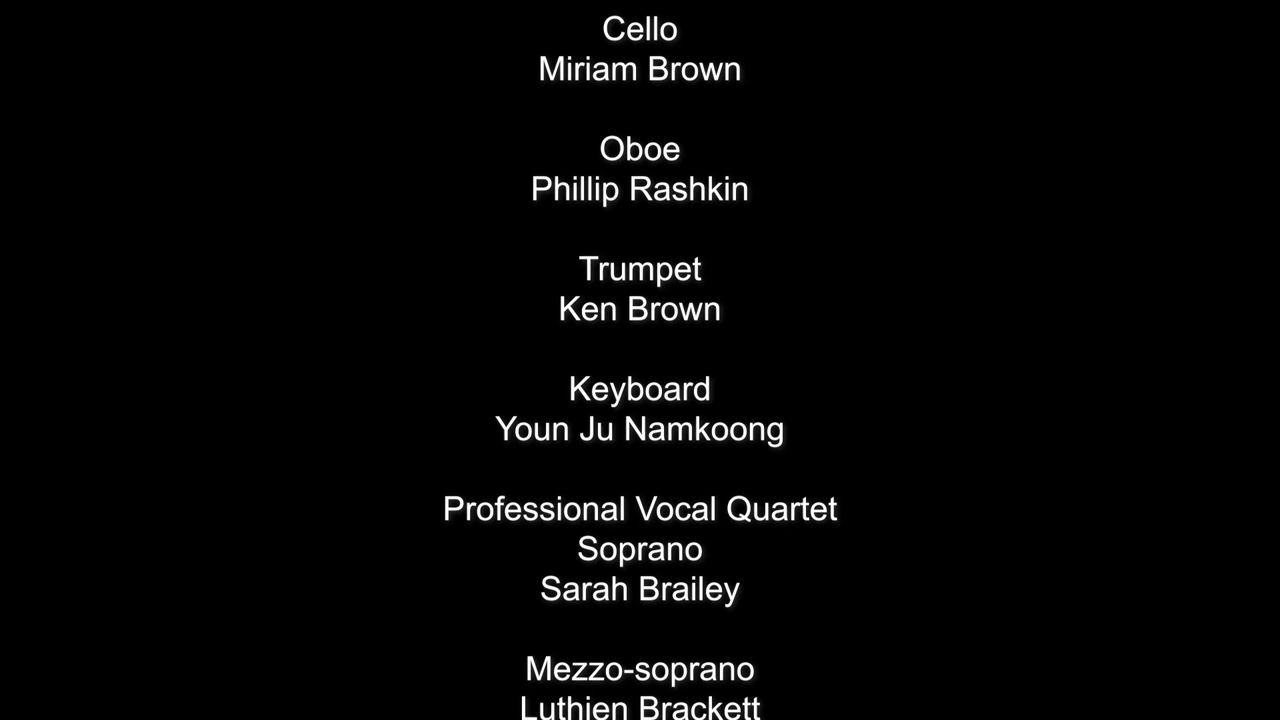 Cello
Miriam Brown
Oboe
Phillip Rashkin
Trumpet
Ken Brown
Keyboard
Youn Ju Namkoong
Professional Vocal Quartet
Soprano
Sarah Brailey
Mezzo-soprano
Luthien Brackett